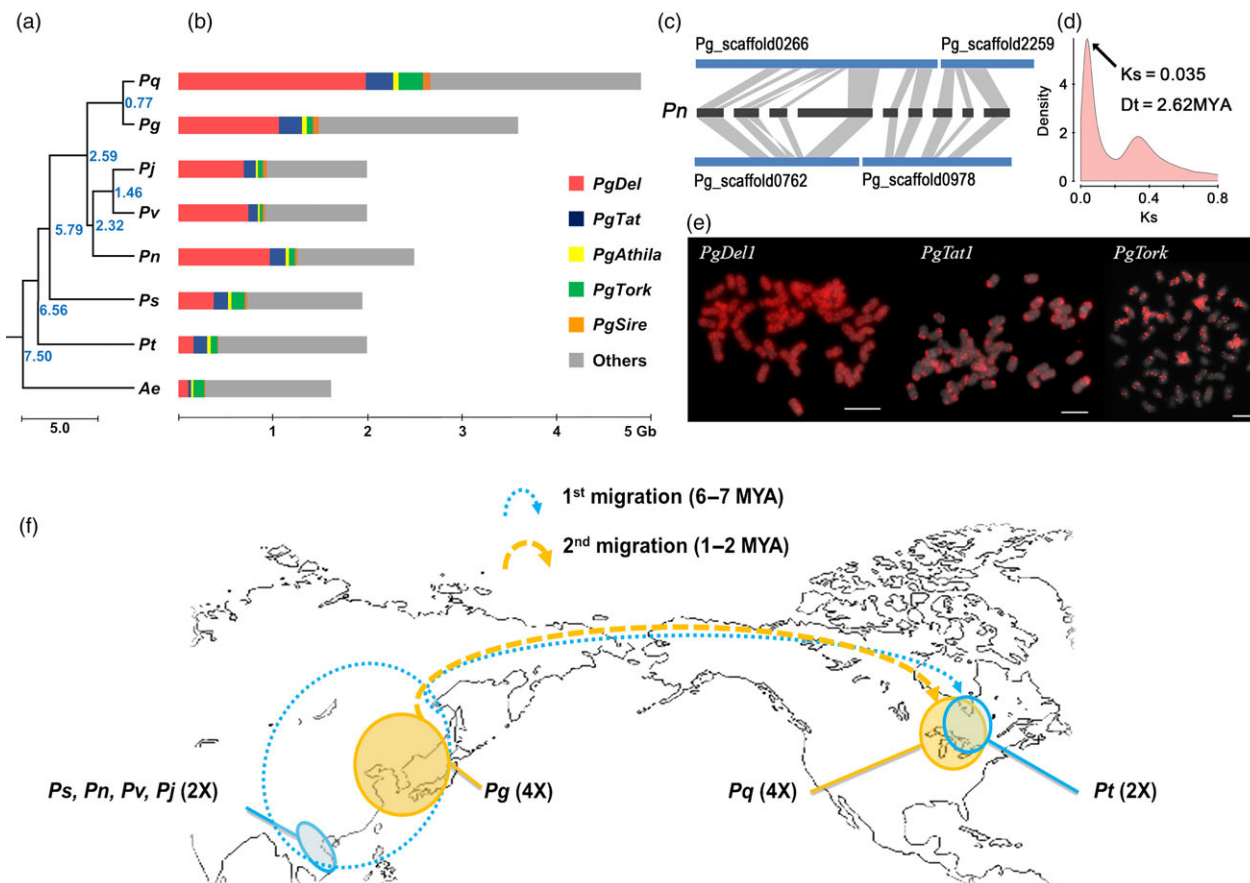 (a)
(b)
(c)
(d)
Pq
Pg
Pj
Pv
Pn
Ps
Pt
Ae
0.77
2.59
1.46
2.32
5.79
6.56
7.50
5.0
PgDel
PgTat
PgAthila
PgTork
PgSire
Others
1 2 3 4 5 Gb
Pg_scaffold0266
Pg_scaffold2259
Pn
Pg_scaffold0762
Pg_scaffold0978
Density
4
2
0
Ks = 0.035
Dt = 2.62MYA
0 0.4 0.8
Ks
(e)
PgDel1
PgTat1
PgTork
(f)
1st migration (6–7 MYA)
2nd migration (1–2 MYA)
Ps, Pn, Pv, Pj (2X)
Pg (4X)
Pq (4X)
Pt (2X)